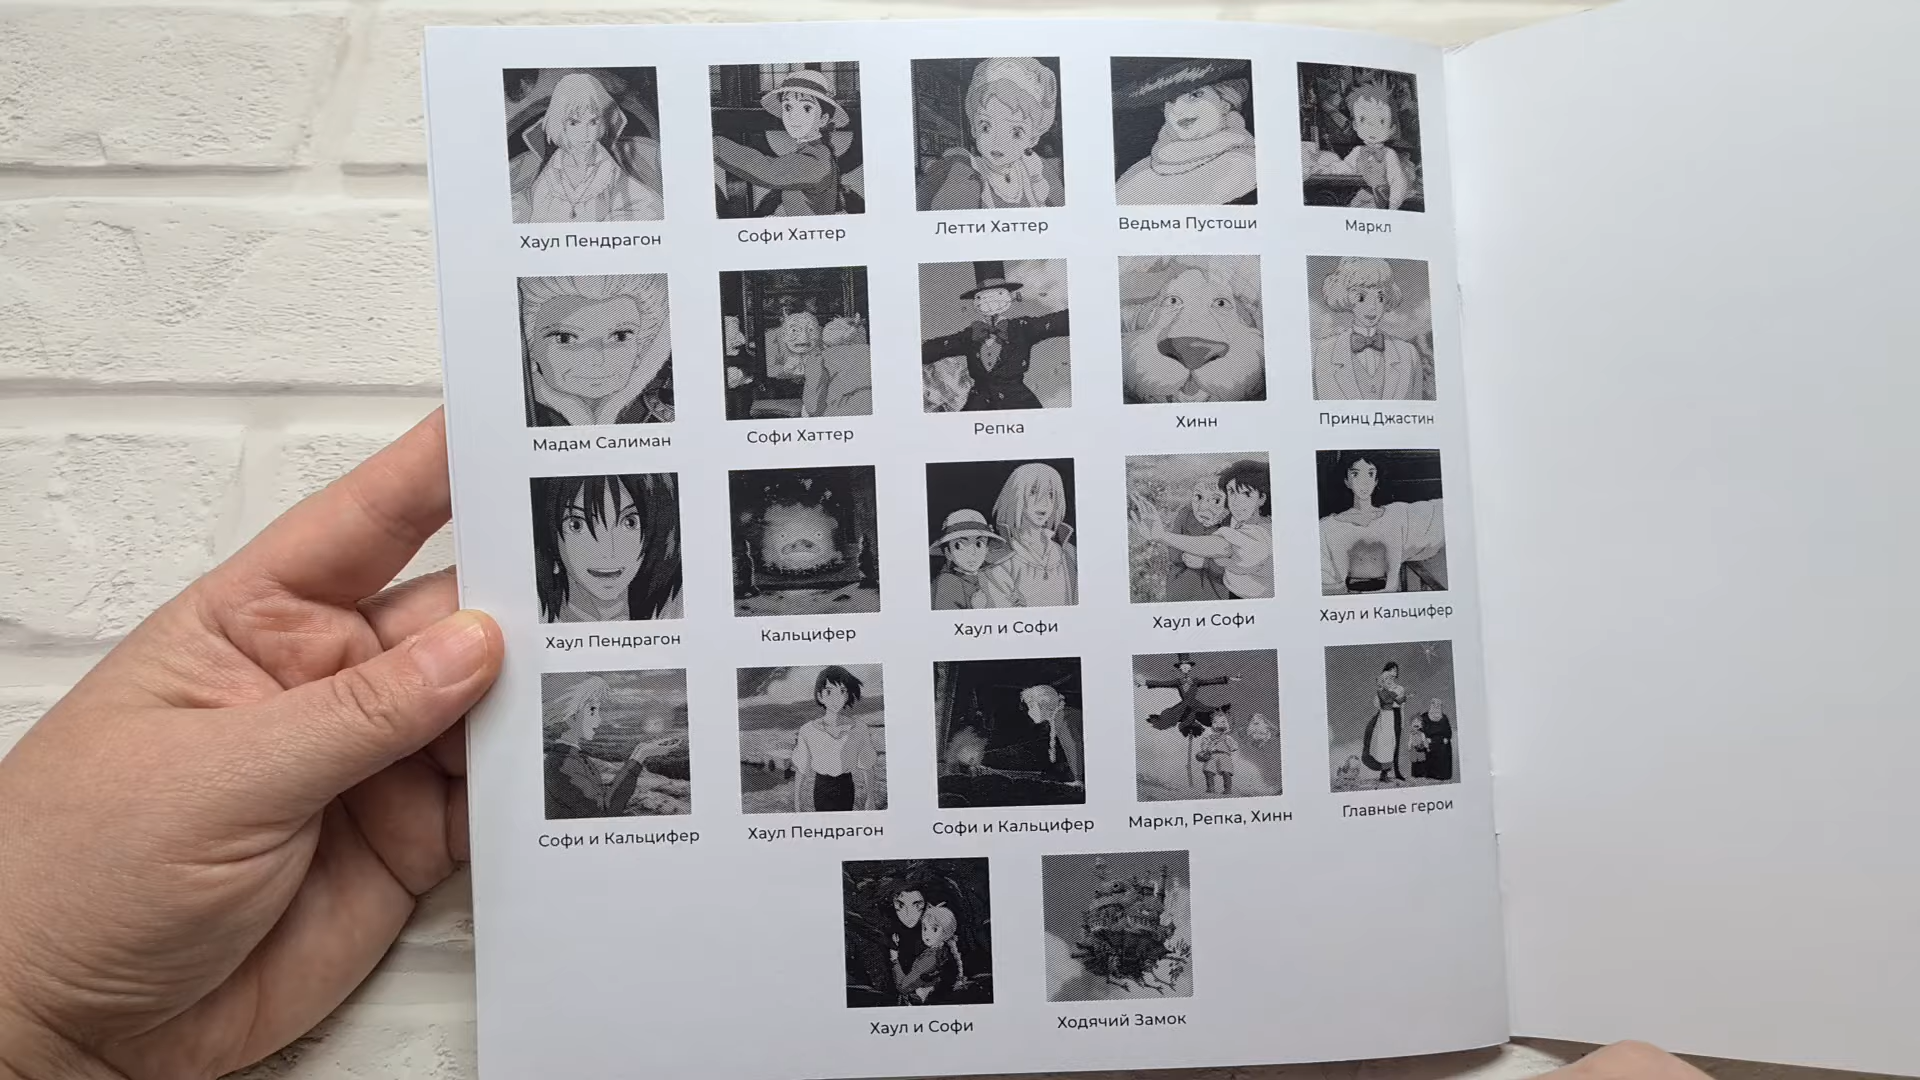 Хаул Пендрагон
Софи Хаттер
Летти Хаттер
Ведьма Пустоши
Маркл
Мадам Салиман
Софи Хаттер
Репка
Хинн
Принц Джастин
Хаул Пендрагон
Кальцифер
Хаул и Софи
Хаул и Софи
Хаул и Кальцифер
Софи и Кальцифер
Хаул Пендрагон
Софи и Кальцифер
Маркл, Репка, Хинн
Главные герои
Хаул и Софи
Ходячий Замок